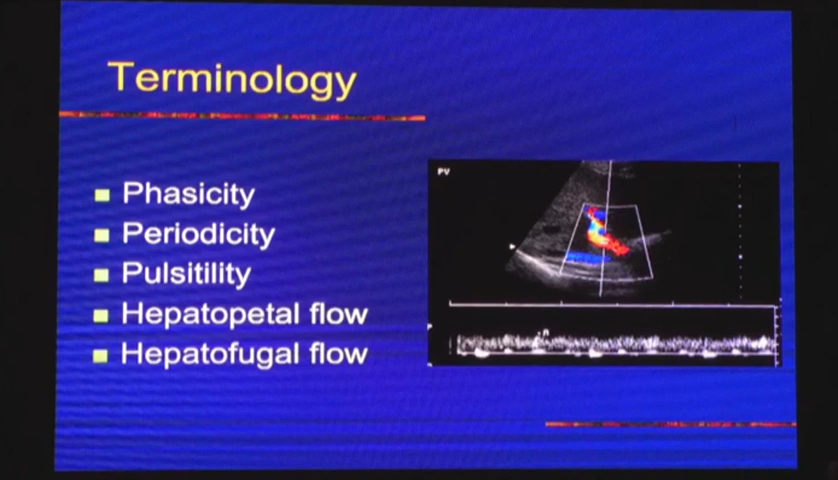 Terminology
Phasicity
Periodicity
Pulsitility
Hepatopetal flow
Hepatofugal flow
PV